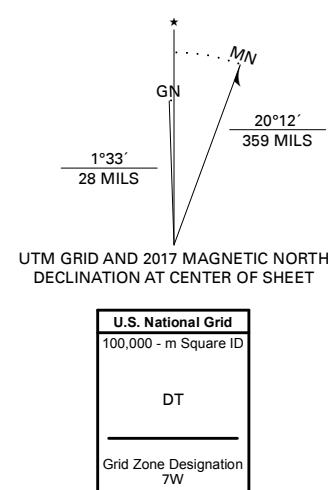 ★
MN
GN
20°12´
359 MILS
1°33´
28 MILS
UTM GRID AND 2017 MAGNETIC NORTH
DECLINATION AT CENTER OF SHEET
U.S. National Grid
100,000 - m Square ID
DT
Grid Zone Designation
7W